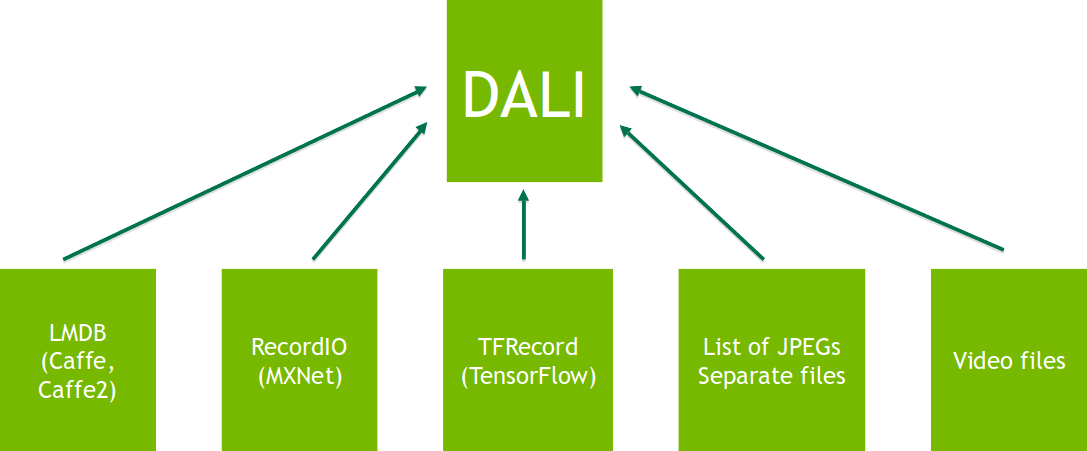 DALI
LMDB
(Caffe,
Caffe2)
RecordIO
(MXNet)
TFRecord
(TensorFlow)
List of JPEGs
Separate files
Video files